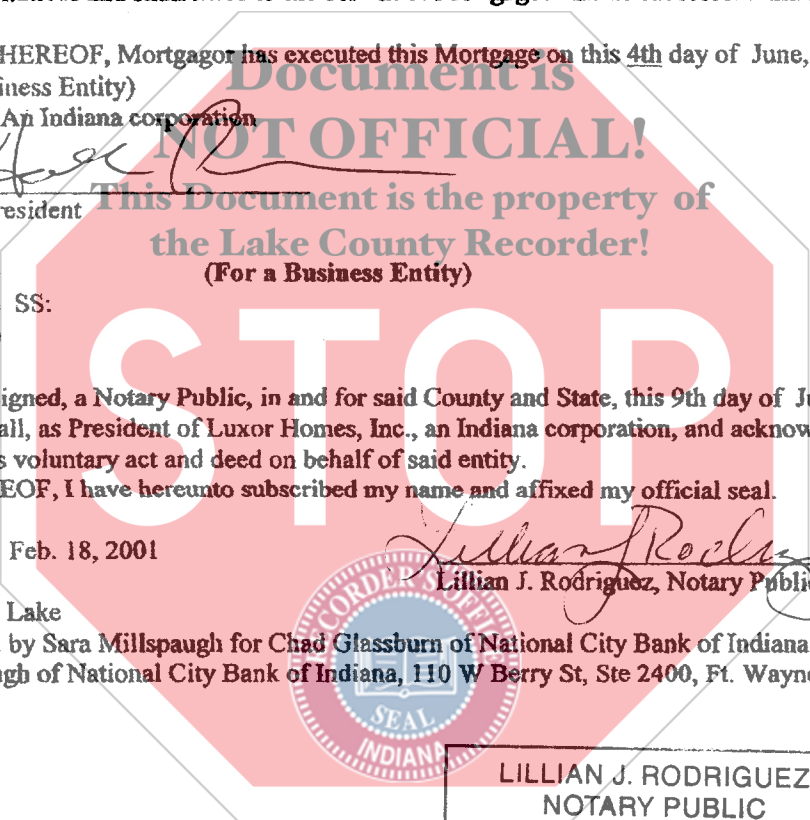 HEREOF, Mortgagor has executed this Mortgage on this 4th day of June,
iness Entity)
An Indiana corporation
Document is
NOT OFFICIAL!
This Document is the property of
the Lake County Recorder!
esident
(For a Business Entity)
SS:
STOP
igned, a Notary Public, in and for said County and State, this 9th day of
all, as President of Luxor Homes, Inc., an Indiana corporation, and acknow
s voluntary act and deed on behalf of said entity.
EOF, I have hereunto subscribed my name and affixed my official seal.
Feb. 18, 2001
Lillian J Rodri
Lillian J. Rodriguez, Notary Public
Lake
by Sara Millspaugh for Chad Glassburn of National City Bank of Indiana
gh of National City Bank of Indiana, 110 W Berry St, Ste 2400, Ft. Wayne
RECORDER'S OFFICE
SEAL
INDIANA
LILLIAN J. RODRIGUEZ
NOTARY PUBLIC